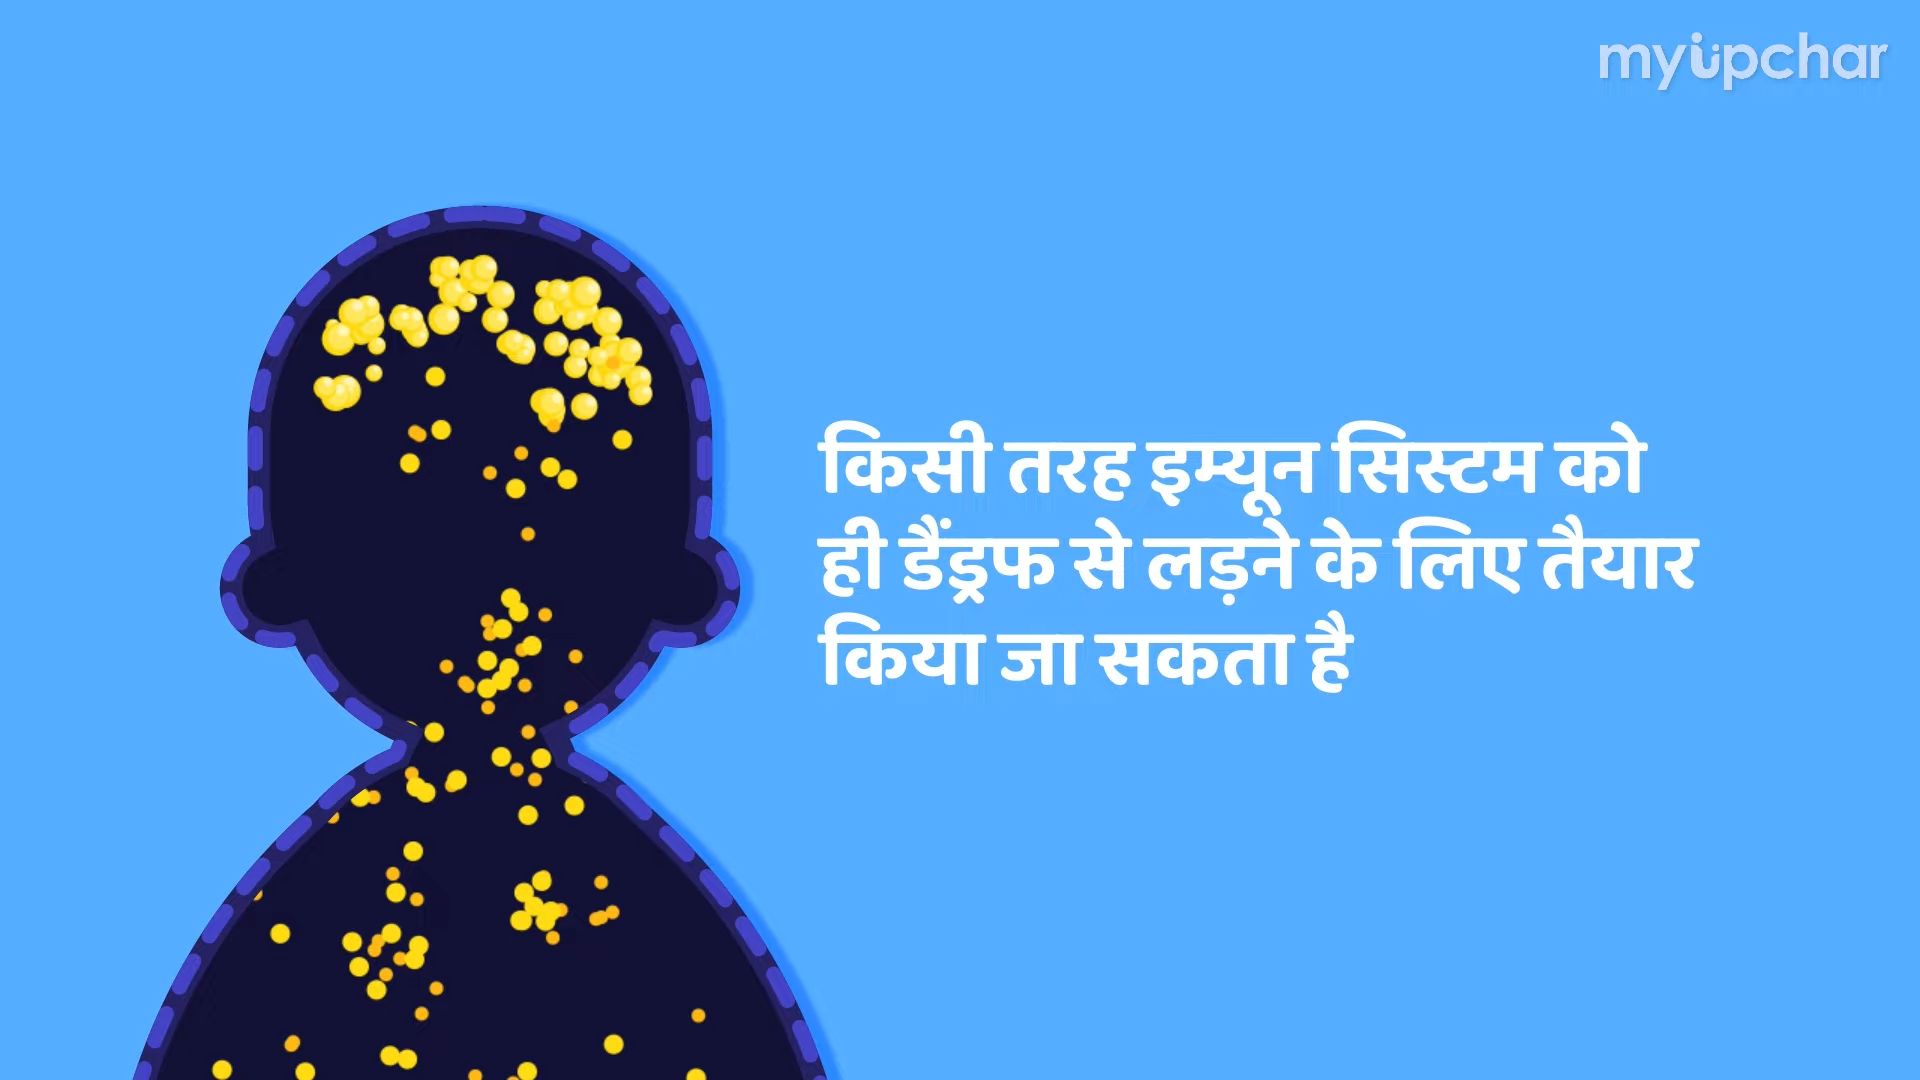 myupchar
किसी तरह इम्यून सिस्टम को
ही डैंड्रफ से लड़ने के लिए तैयार
किया जा सकता है